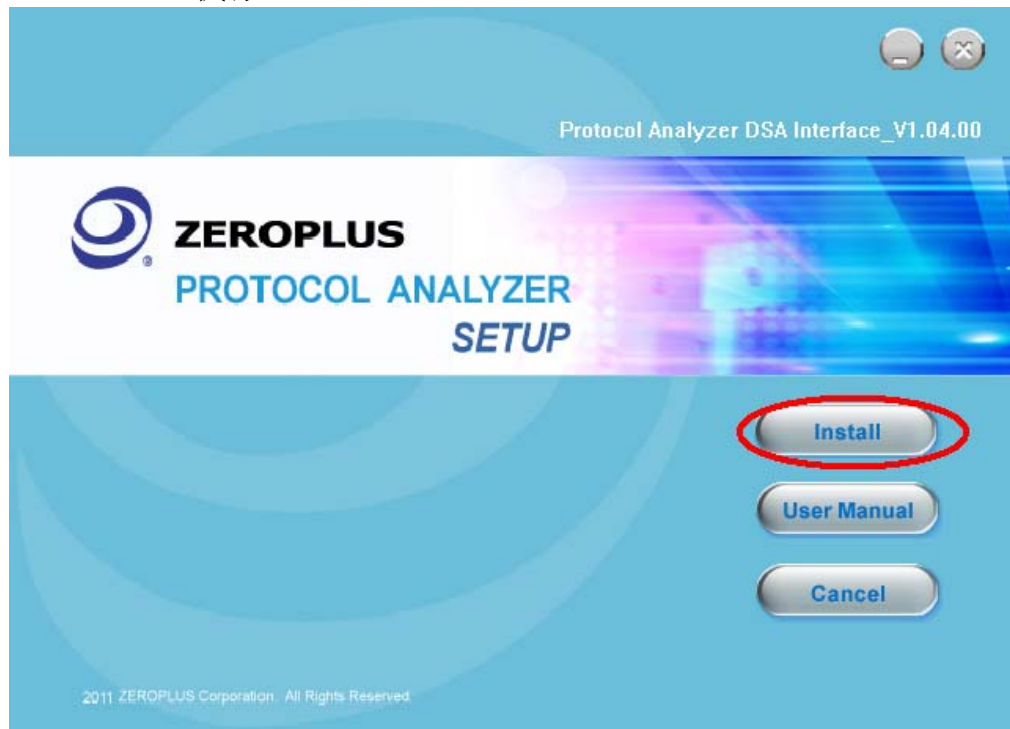 Protocol Analyzer DSA Interface_V1.04.00
ZEROPLUS
®
PROTOCOL ANALYZER
SETUP
Install
User Manual
Cancel
2011 ZEROPLUS Corporation. All Rights Reserved.